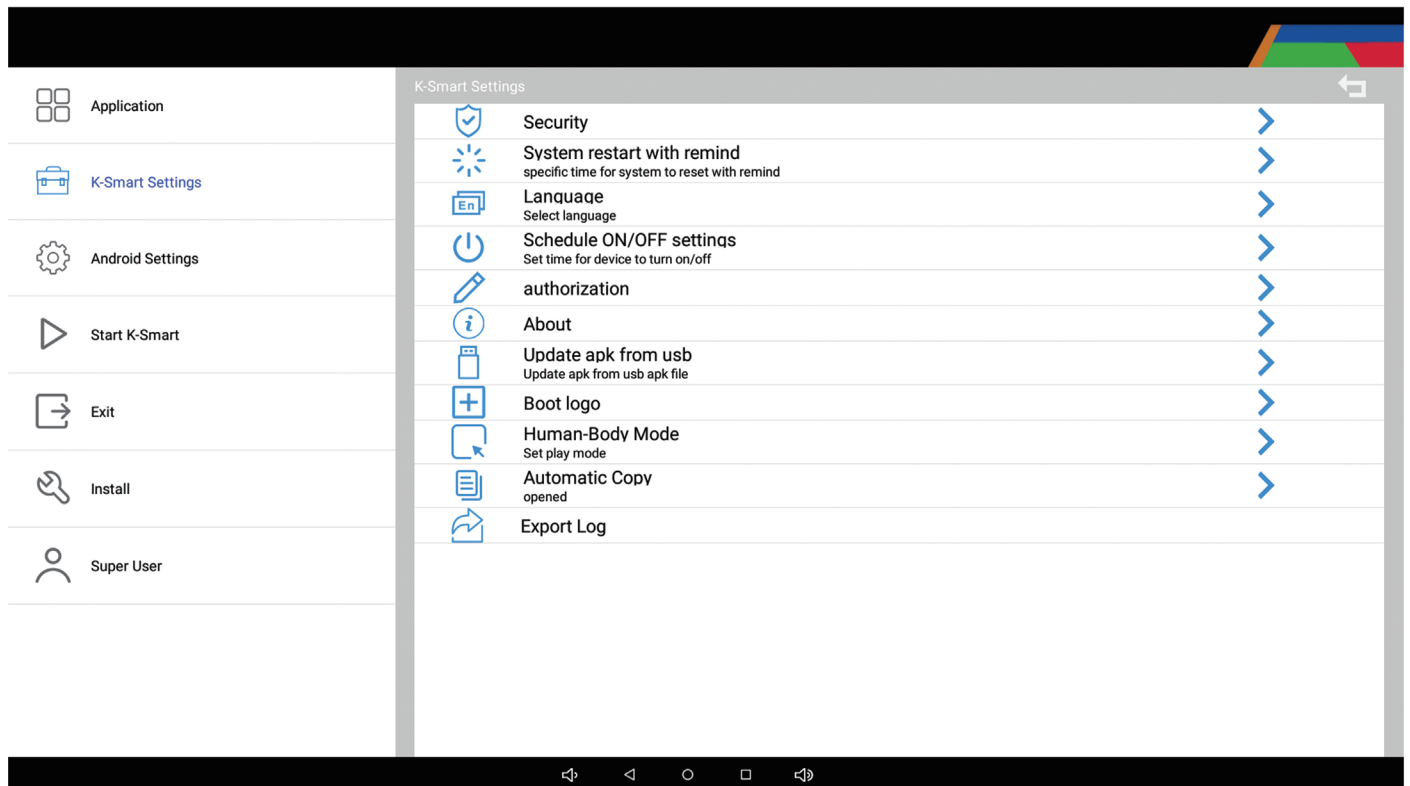 Application
K-Smart Settings
Android Settings
Start K-Smart
Exit
Install
Super User
K-Smart Settings
Security
System restart with remind
specific time for system to reset with remind
En
Language
Select language
Schedule ON/OFF settings
Set time for device to turn on/off
authorization
i
About
Update apk from usb
Update apk from usb apk file
Boot logo
Human-Body Mode
Set play mode
Automatic Copy
opened
Export Log